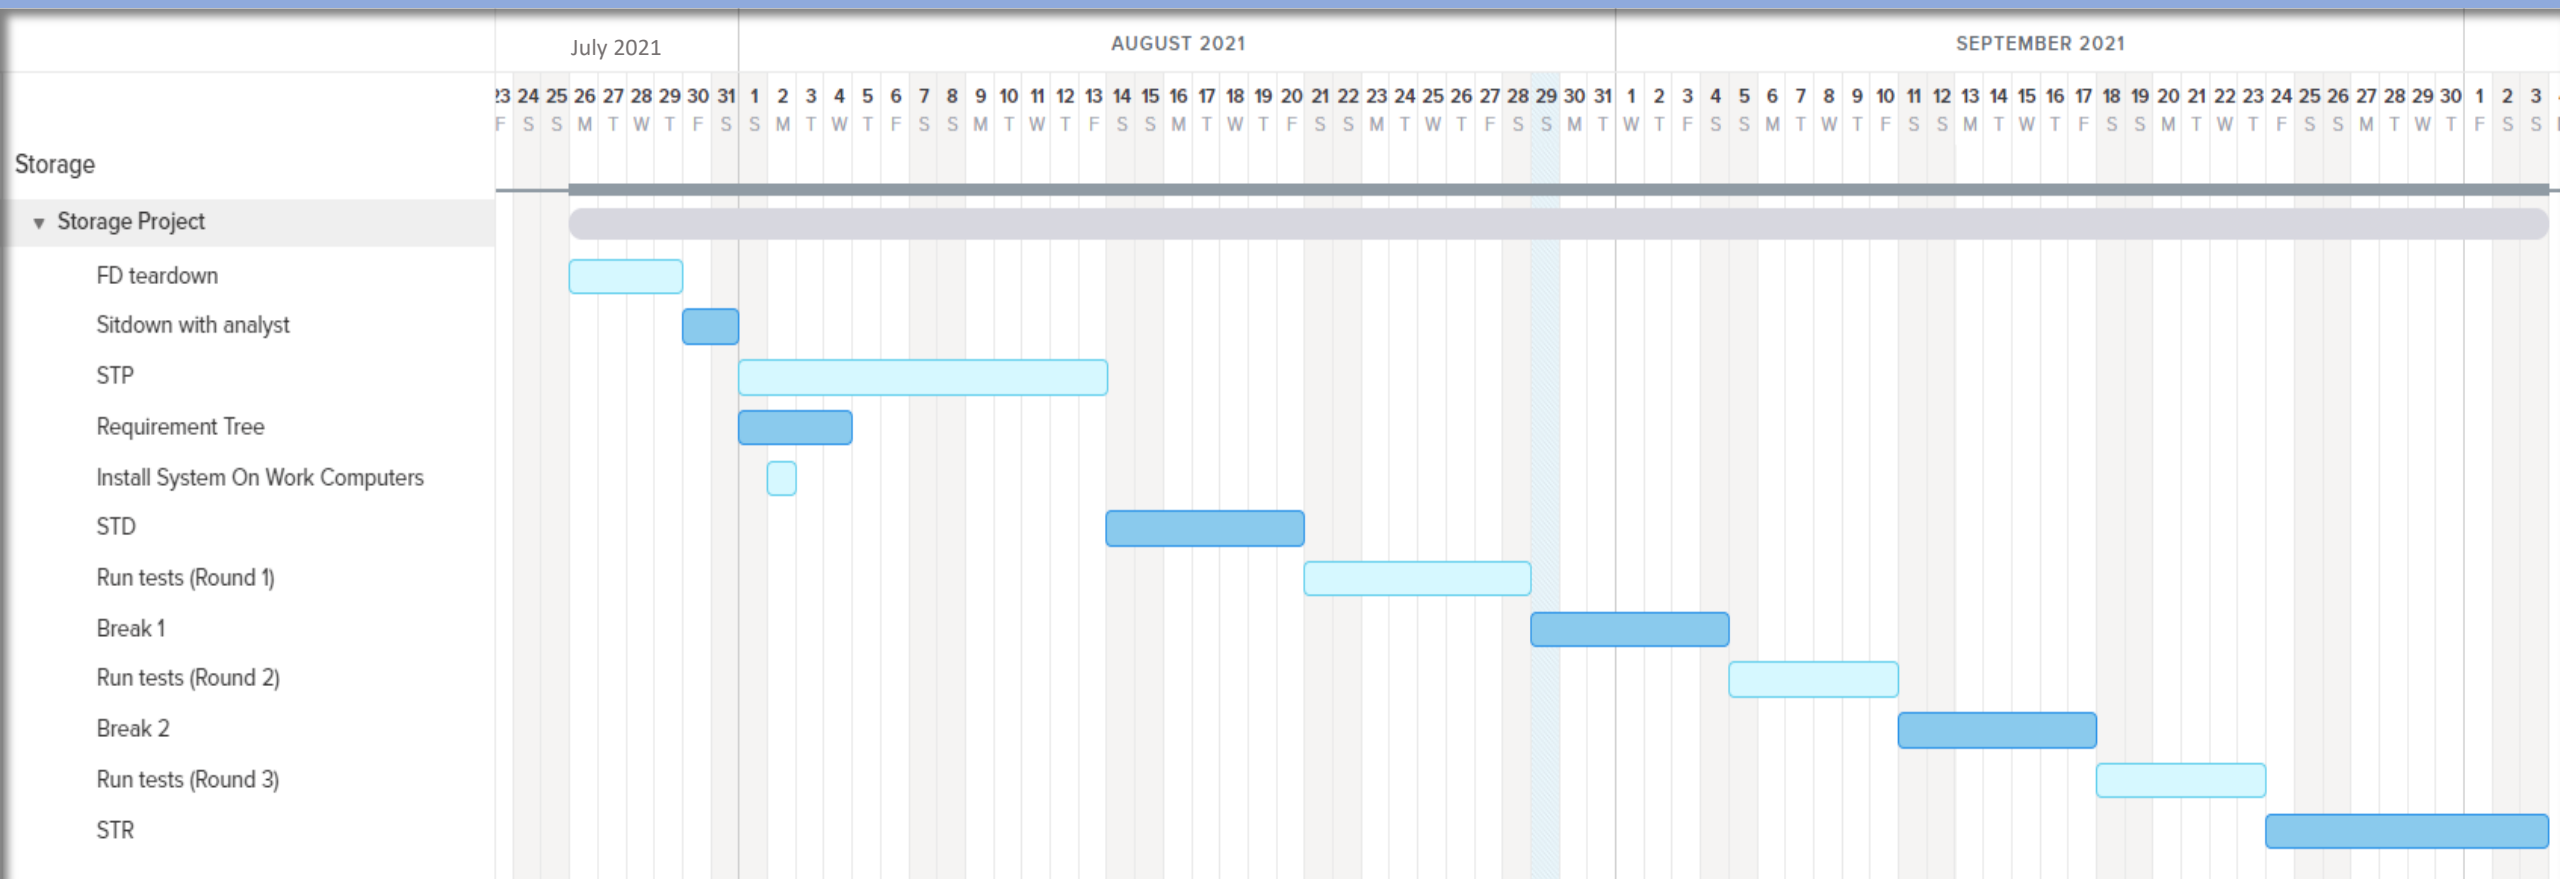 July 2021 AUGUST 2021 SEPTEMBER 2021
23 24 25 26 27 28 29 30 31 1 2 3 4 5 6 7 8 9 10 11 12 13 14 15 16 17 18 19 20 21 22 23 24 25 26 27 28 29 30 31 1 2 3 4 5 6 7 8 9 10 11 12 13 14 15 16 17 18 19 20 21 22 23 24 25 26 27 28 29 30 1 2 3
F S S M T W T F S S M T W T F S S M T W T F S S M T W T F S S M T W T F S S M T W T F S S M T W T F S S M T W T F S S M T W T F S S M T W T F S S
Storage
Storage Project
FD teardown
Sitdown with analyst
STP
Requirement Tree
Install System On Work Computers
STD
Run tests (Round 1)
Break 1
Run tests (Round 2)
Break 2
Run tests (Round 3)
STR